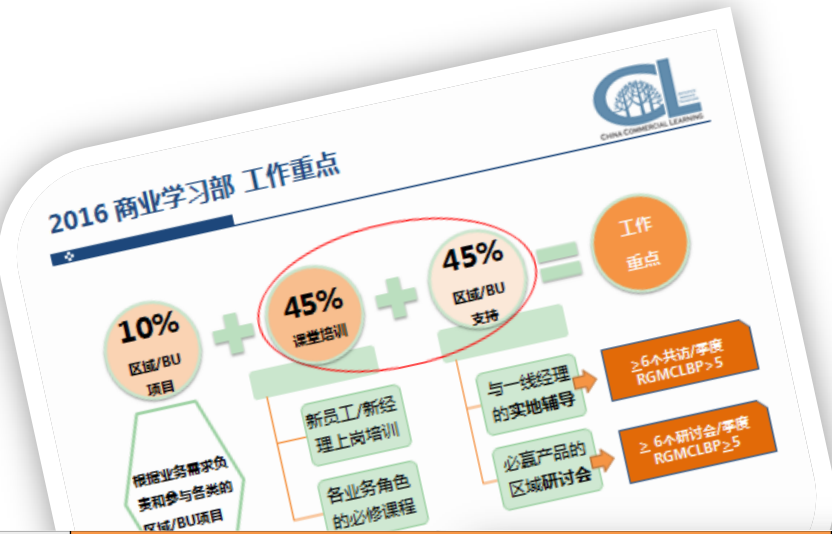 CL
CHINA COMMERCIAL LEARNING
2016 商业学习部 工作重点
10%
区域/BU
项目
45%
课堂培训
45%
区域/BU
支持
工作
重点
根据业务需求负
责和参与各类的
区域/BU项目
新员工/新经
理上岗培训
各业务角色
的必修课程
与一线经理
的实地辅导
必赢产品的
区域研讨会
≥6个共访/季度
RGMCLBP>5
≥ 6个研讨会/季度
RGMCLBP≥5